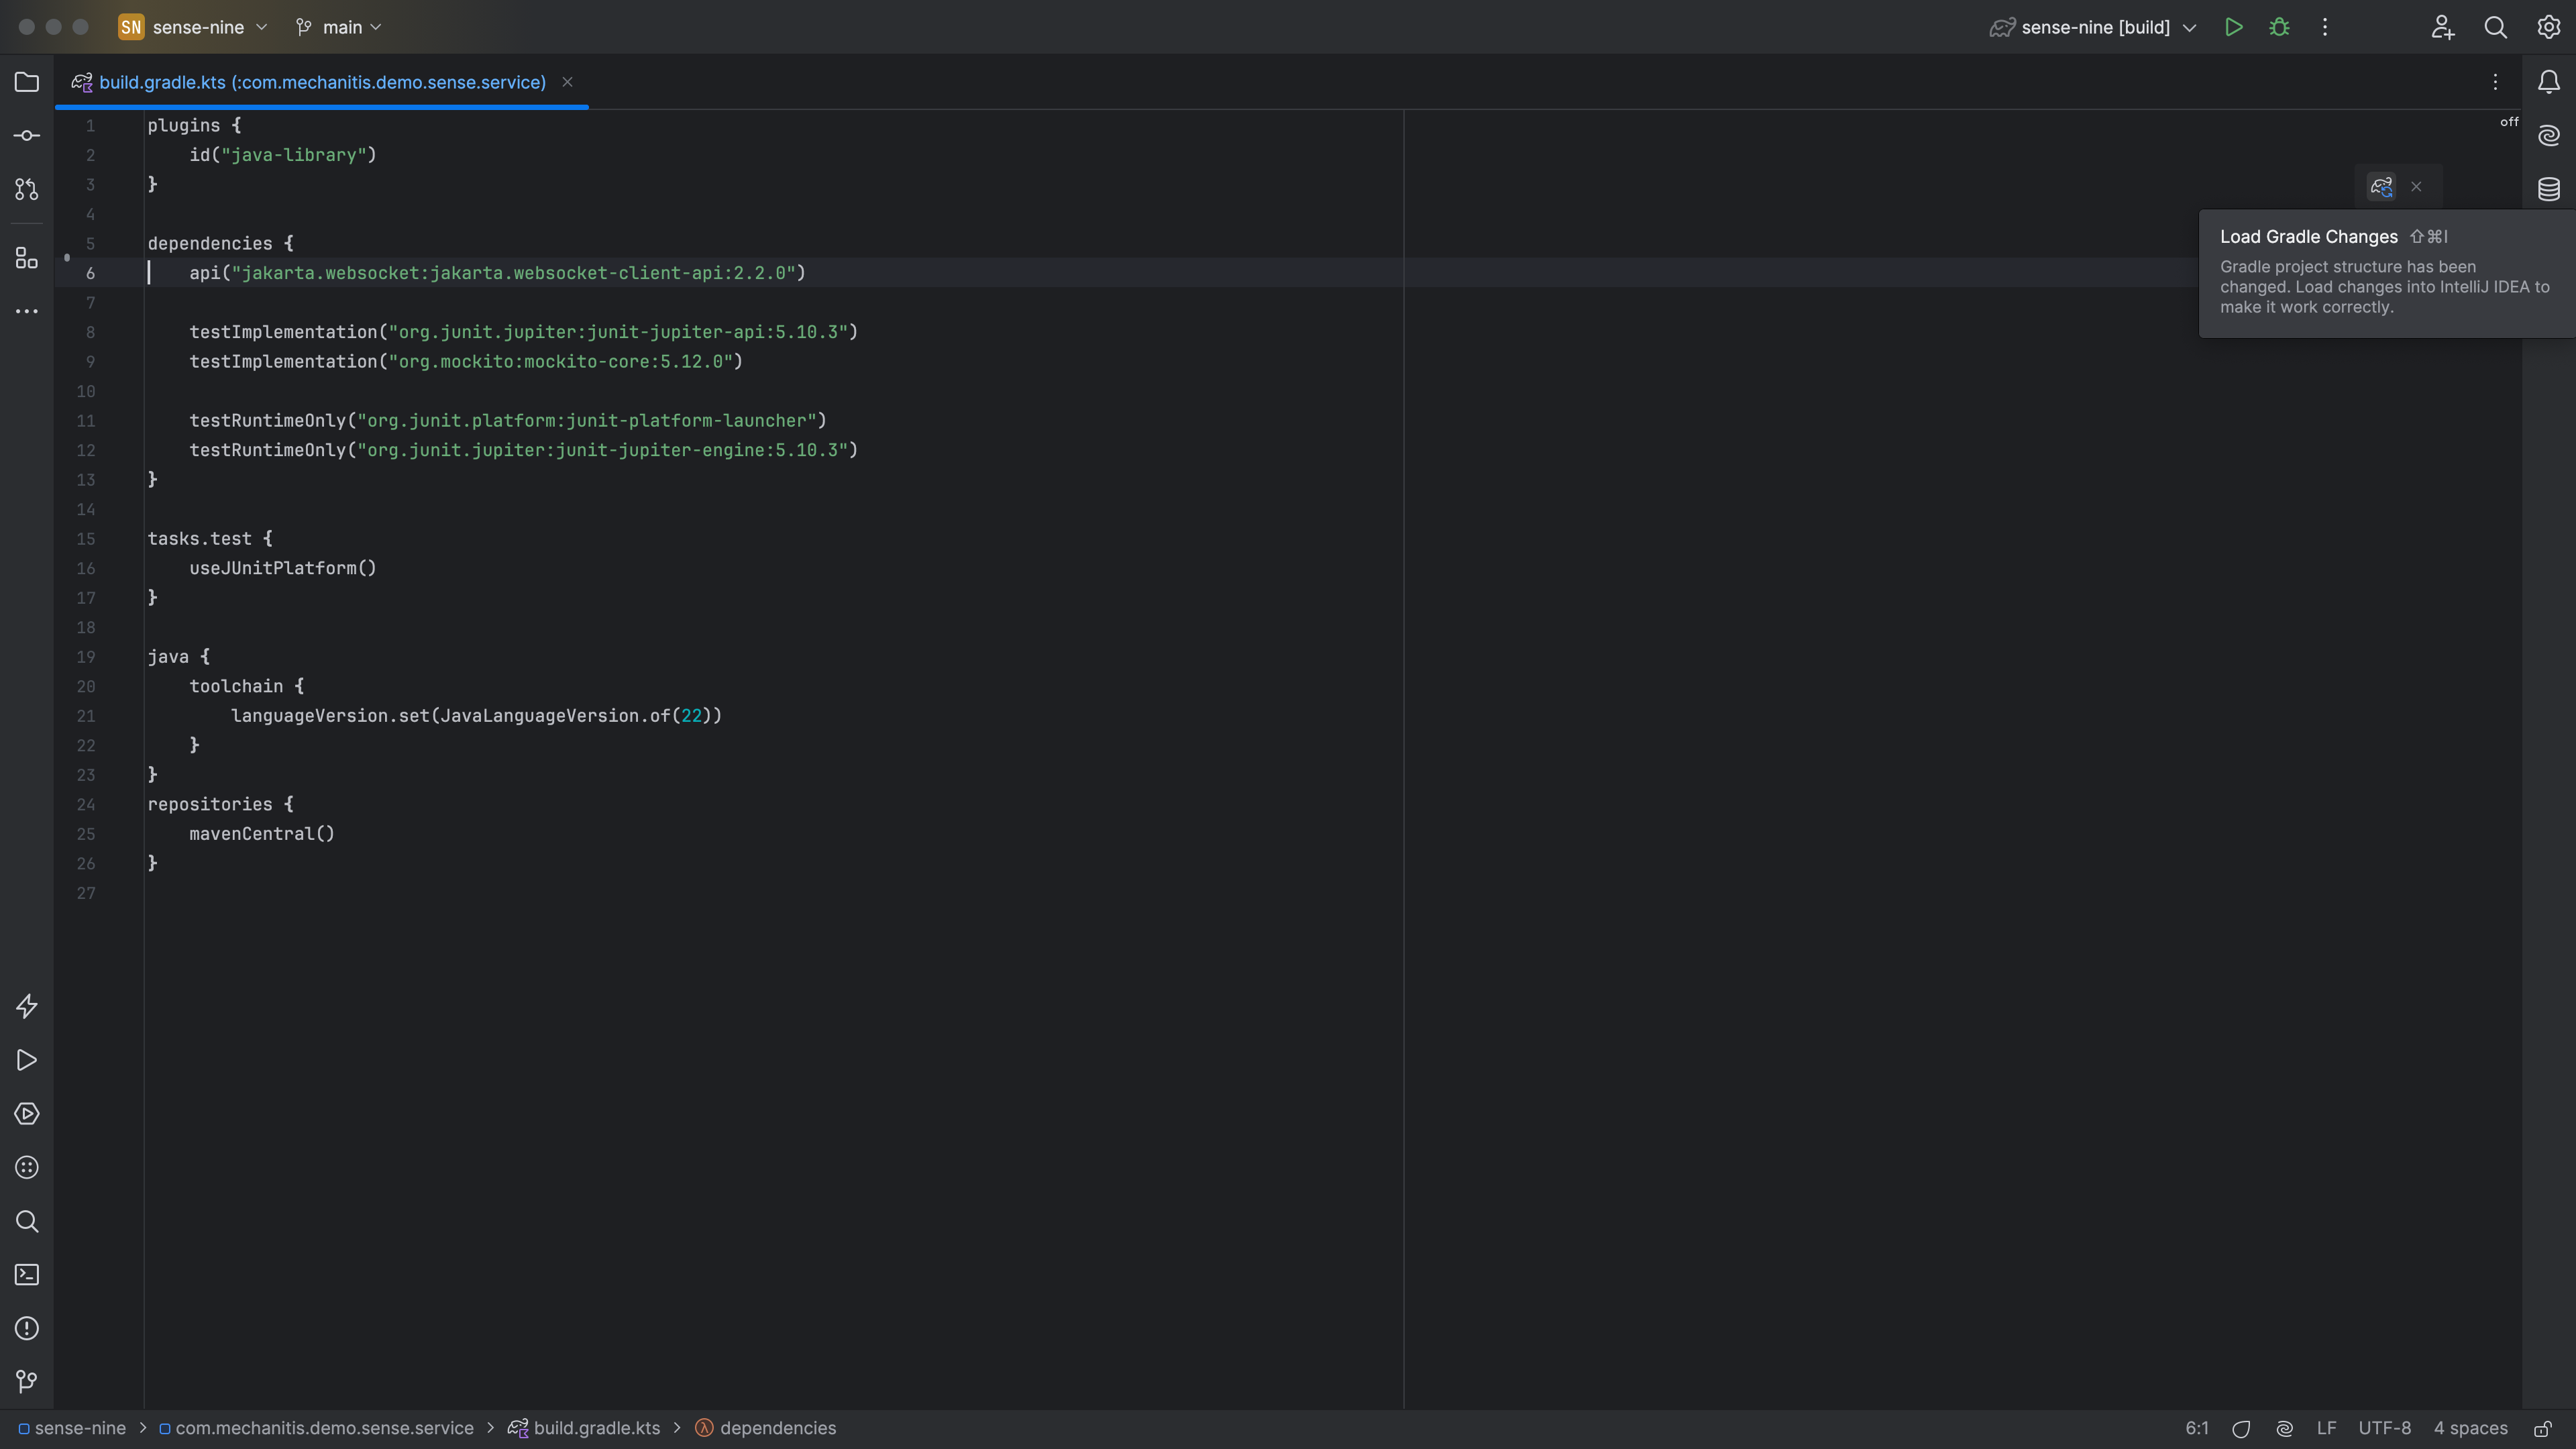 SN sense-nine main sense-nine [build]
build.gradle.kts (:com.mechanitis.demo.sense.service)
off
1 plugins {
2     id("java-library")
3 }
4
5 dependencies {
6     api("jakarta.websocket:jakarta.websocket-client-api:2.2.0")
7
8     testImplementation("org.junit.jupiter:junit-jupiter-api:5.10.3")
9     testImplementation("org.mockito:mockito-core:5.12.0")
10
11     testRuntimeOnly("org.junit.platform:junit-platform-launcher")
12     testRuntimeOnly("org.junit.jupiter:junit-jupiter-engine:5.10.3")
13 }
14
15 tasks.test {
16     useJUnitPlatform()
17 }
18
19 java {
20     toolchain {
21         languageVersion.set(JavaLanguageVersion.of(22))
22     }
23 }
24 repositories {
25     mavenCentral()
26 }
27
Load Gradle Changes ⇧⌘I
Gradle project structure has been
changed. Load changes into IntelliJ IDEA to
make it work correctly.
sense-nine > com.mechanitis.demo.sense.service > build.gradle.kts > λ dependencies 6:1 LF UTF-8 4 spaces